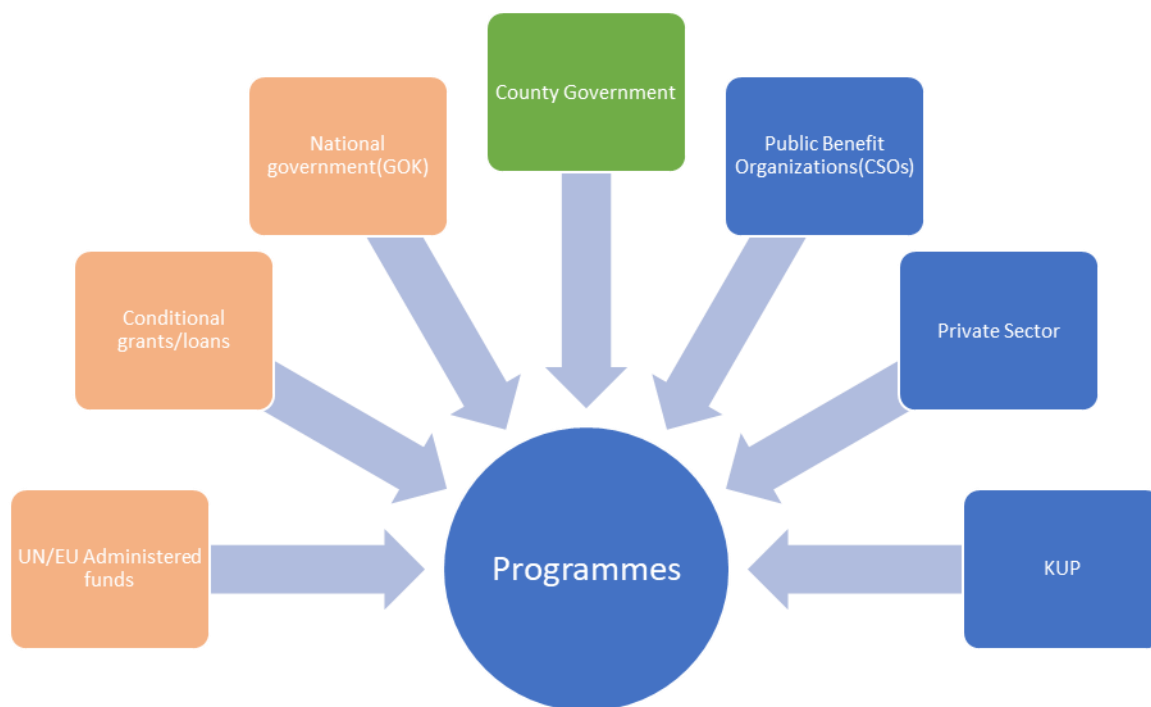 County Government
National
government(GOK)
Public Benefit
Organizations(CSOs)
Conditional
grants/loans
Private Sector
UN/EU Administered
funds
Programmes
KUP